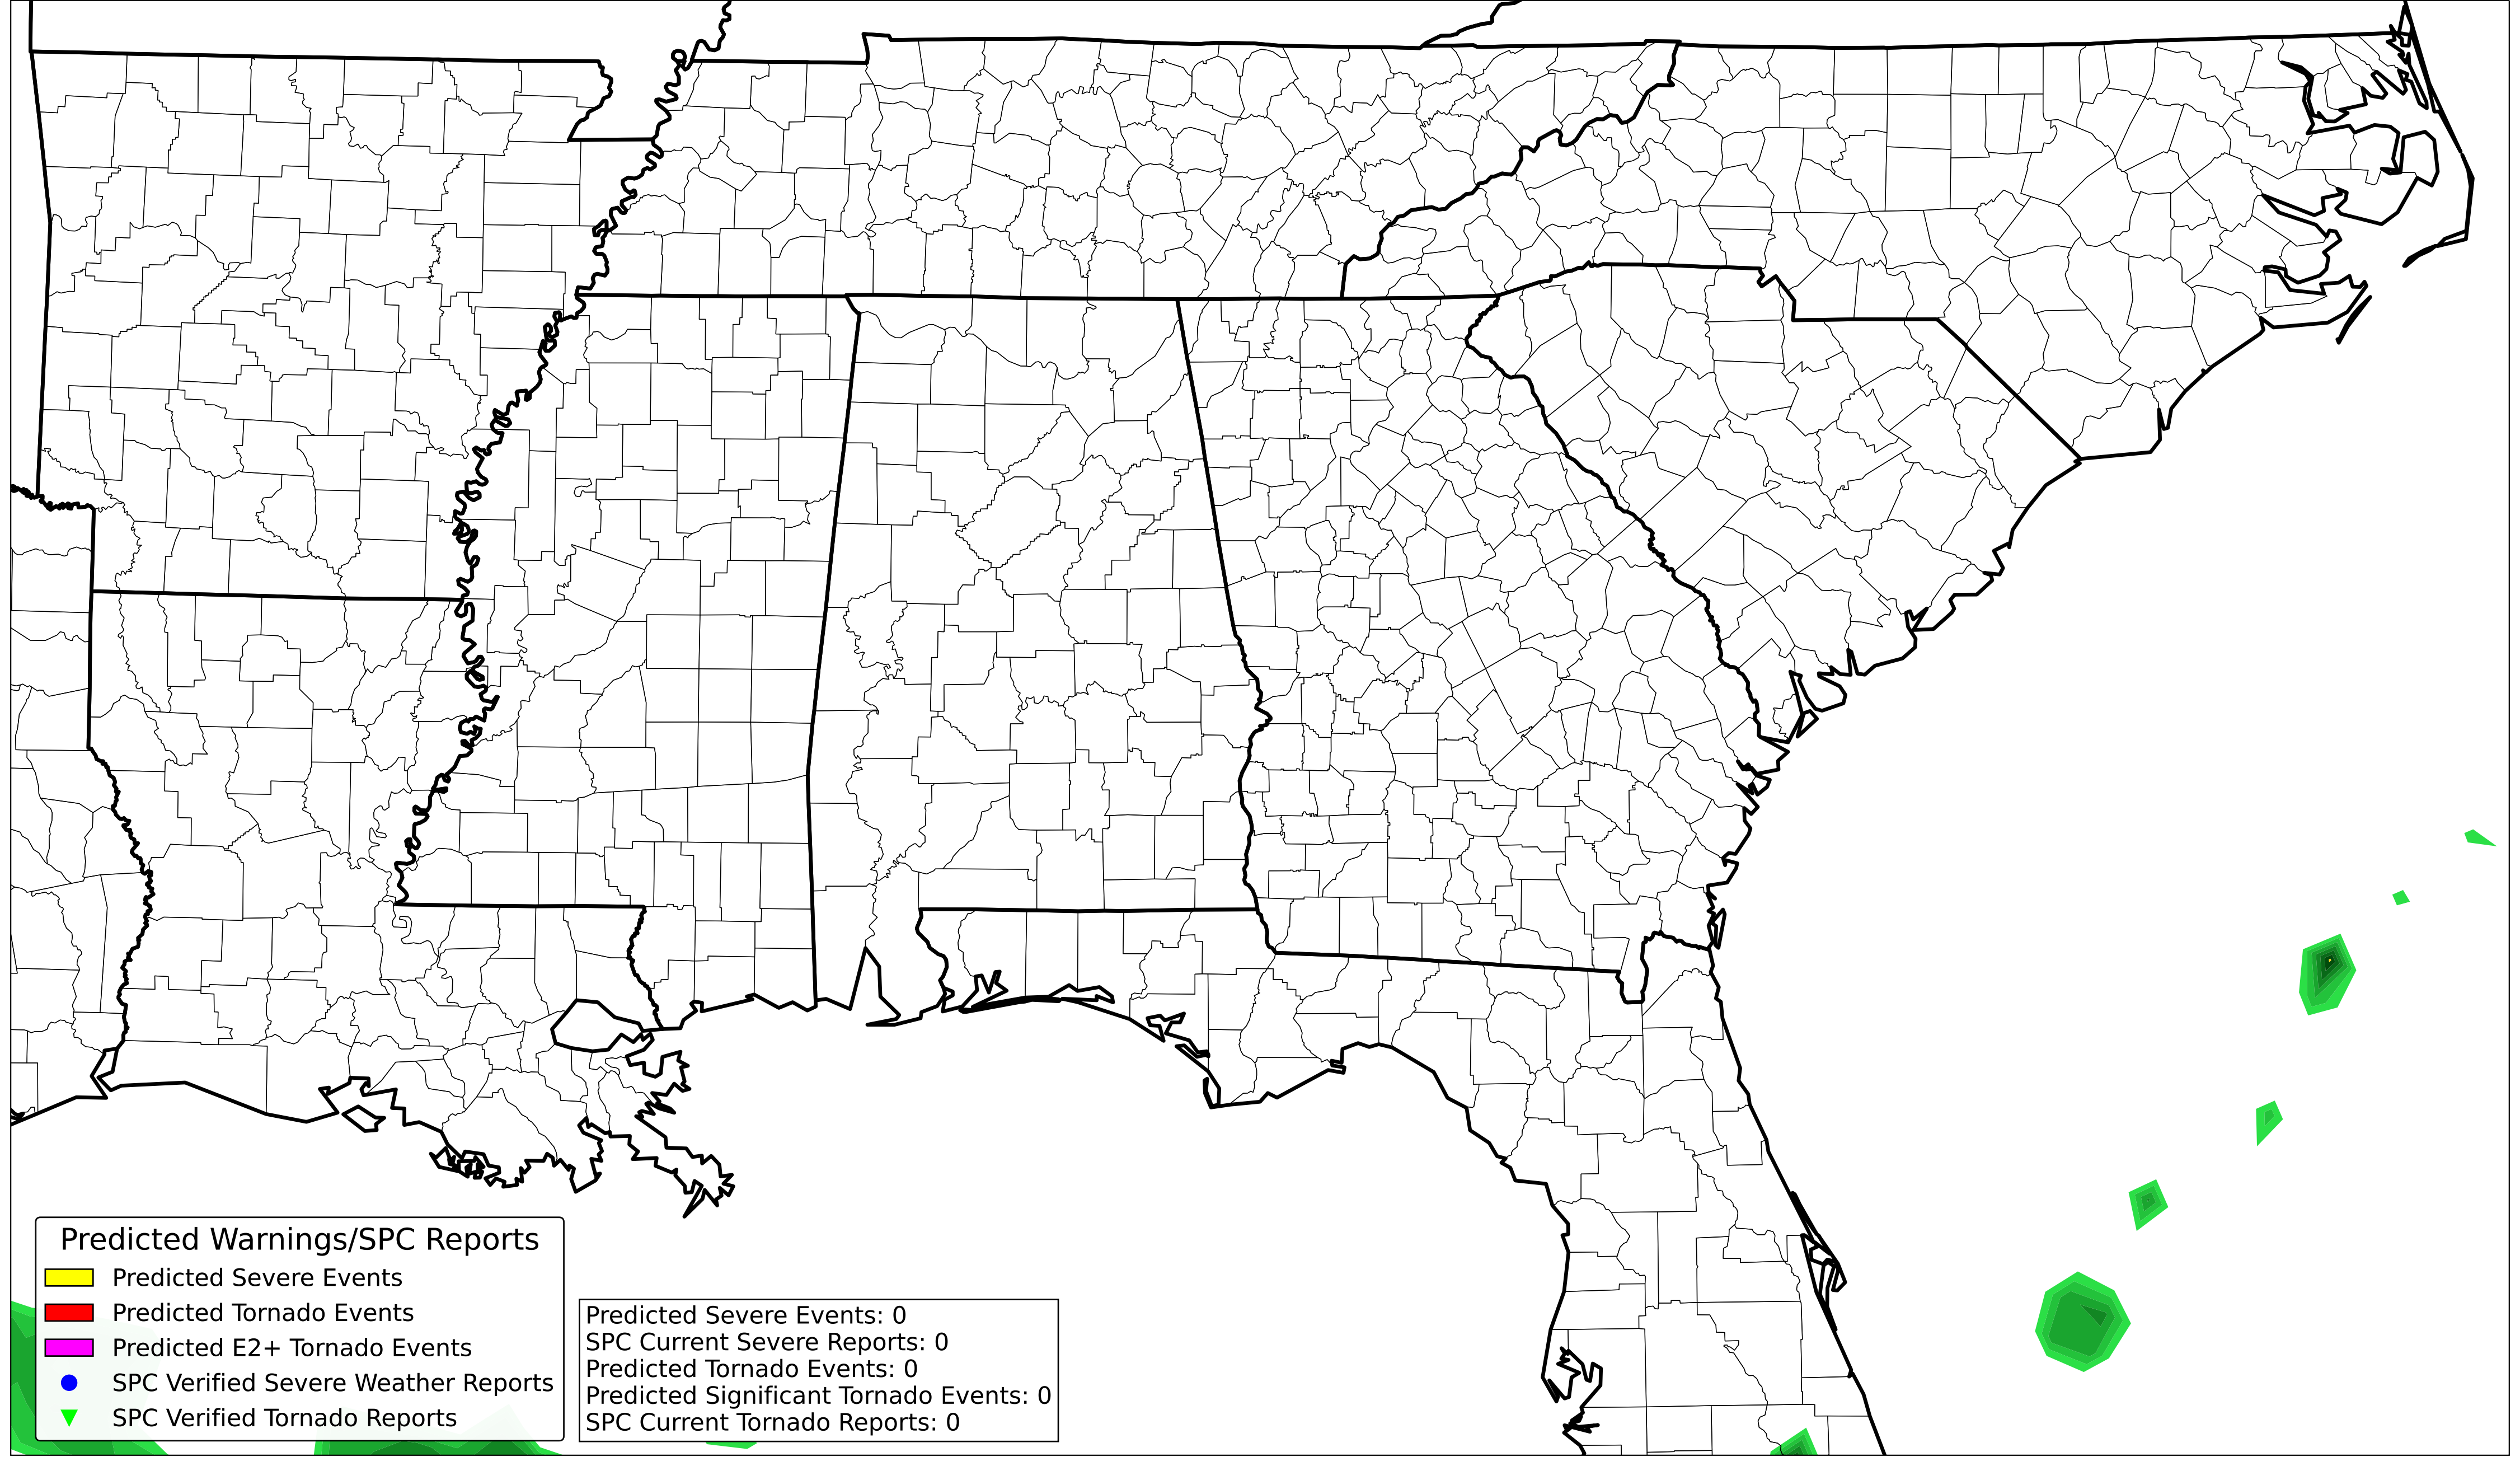 Predicted Warnings/SPC Reports
Predicted Severe Events
Predicted Tornado Events
Predicted E2+ Tornado Events
SPC Verified Severe Weather Reports
SPC Verified Tornado Reports
Predicted Severe Events: 0
SPC Current Severe Reports: 0
Predicted Tornado Events: 0
Predicted Significant Tornado Events: 0
SPC Current Tornado Reports: 0